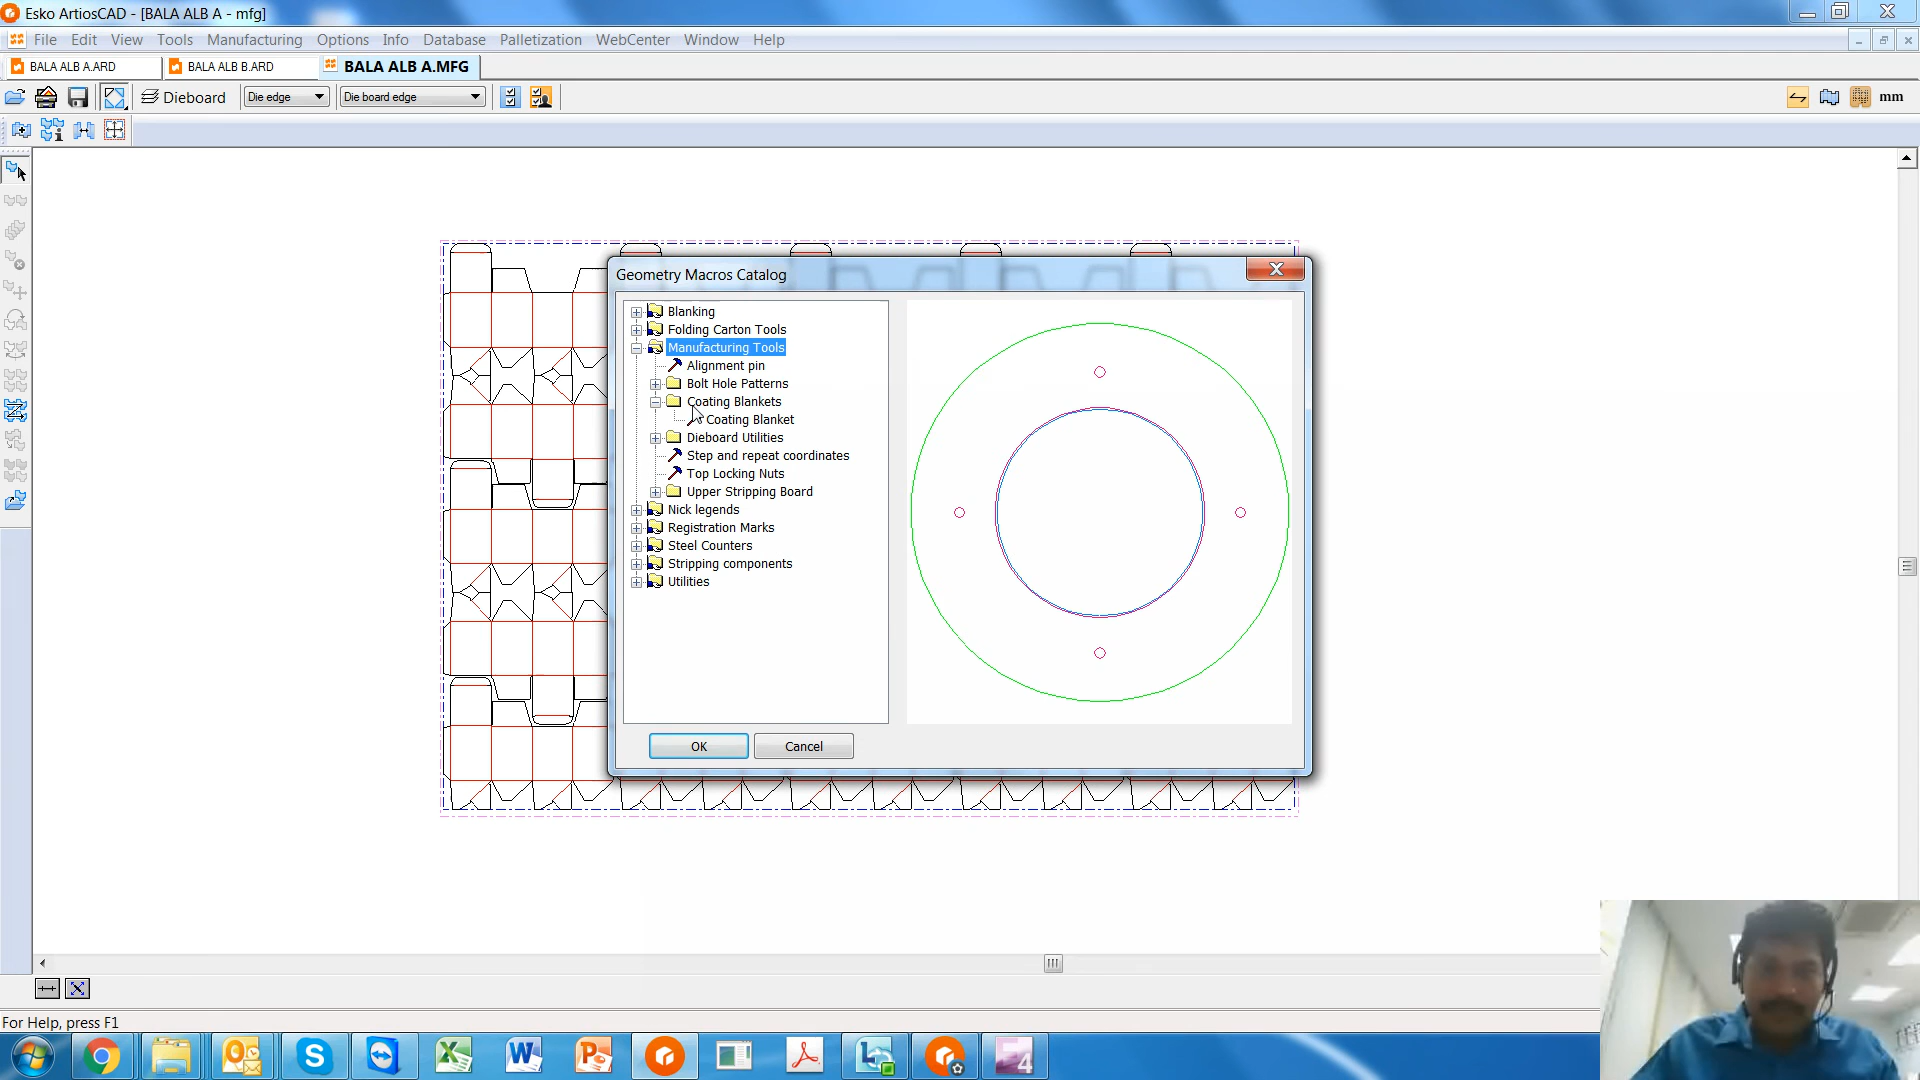 Esko ArtiosCAD - [BALA ALB A - mfg]
File Edit View Tools Manufacturing Options Info Database Palletization WebCenter Window Help
BALA ALB A.ARD BALA ALB B.ARD BALA ALB A.MFG
Dieboard Die edge Die board edge mm
Geometry Macros Catalog
Blanking
Folding Carton Tools
Manufacturing Tools
Alignment pin
Bolt Hole Patterns
Coating Blankets
Coating Blanket
Dieboard Utilities
Step and repeat coordinates
Top Locking Nuts
Upper Stripping Board
Nick legends
Registration Marks
Steel Counters
Stripping components
Utilities
OK Cancel
For Help, press F1